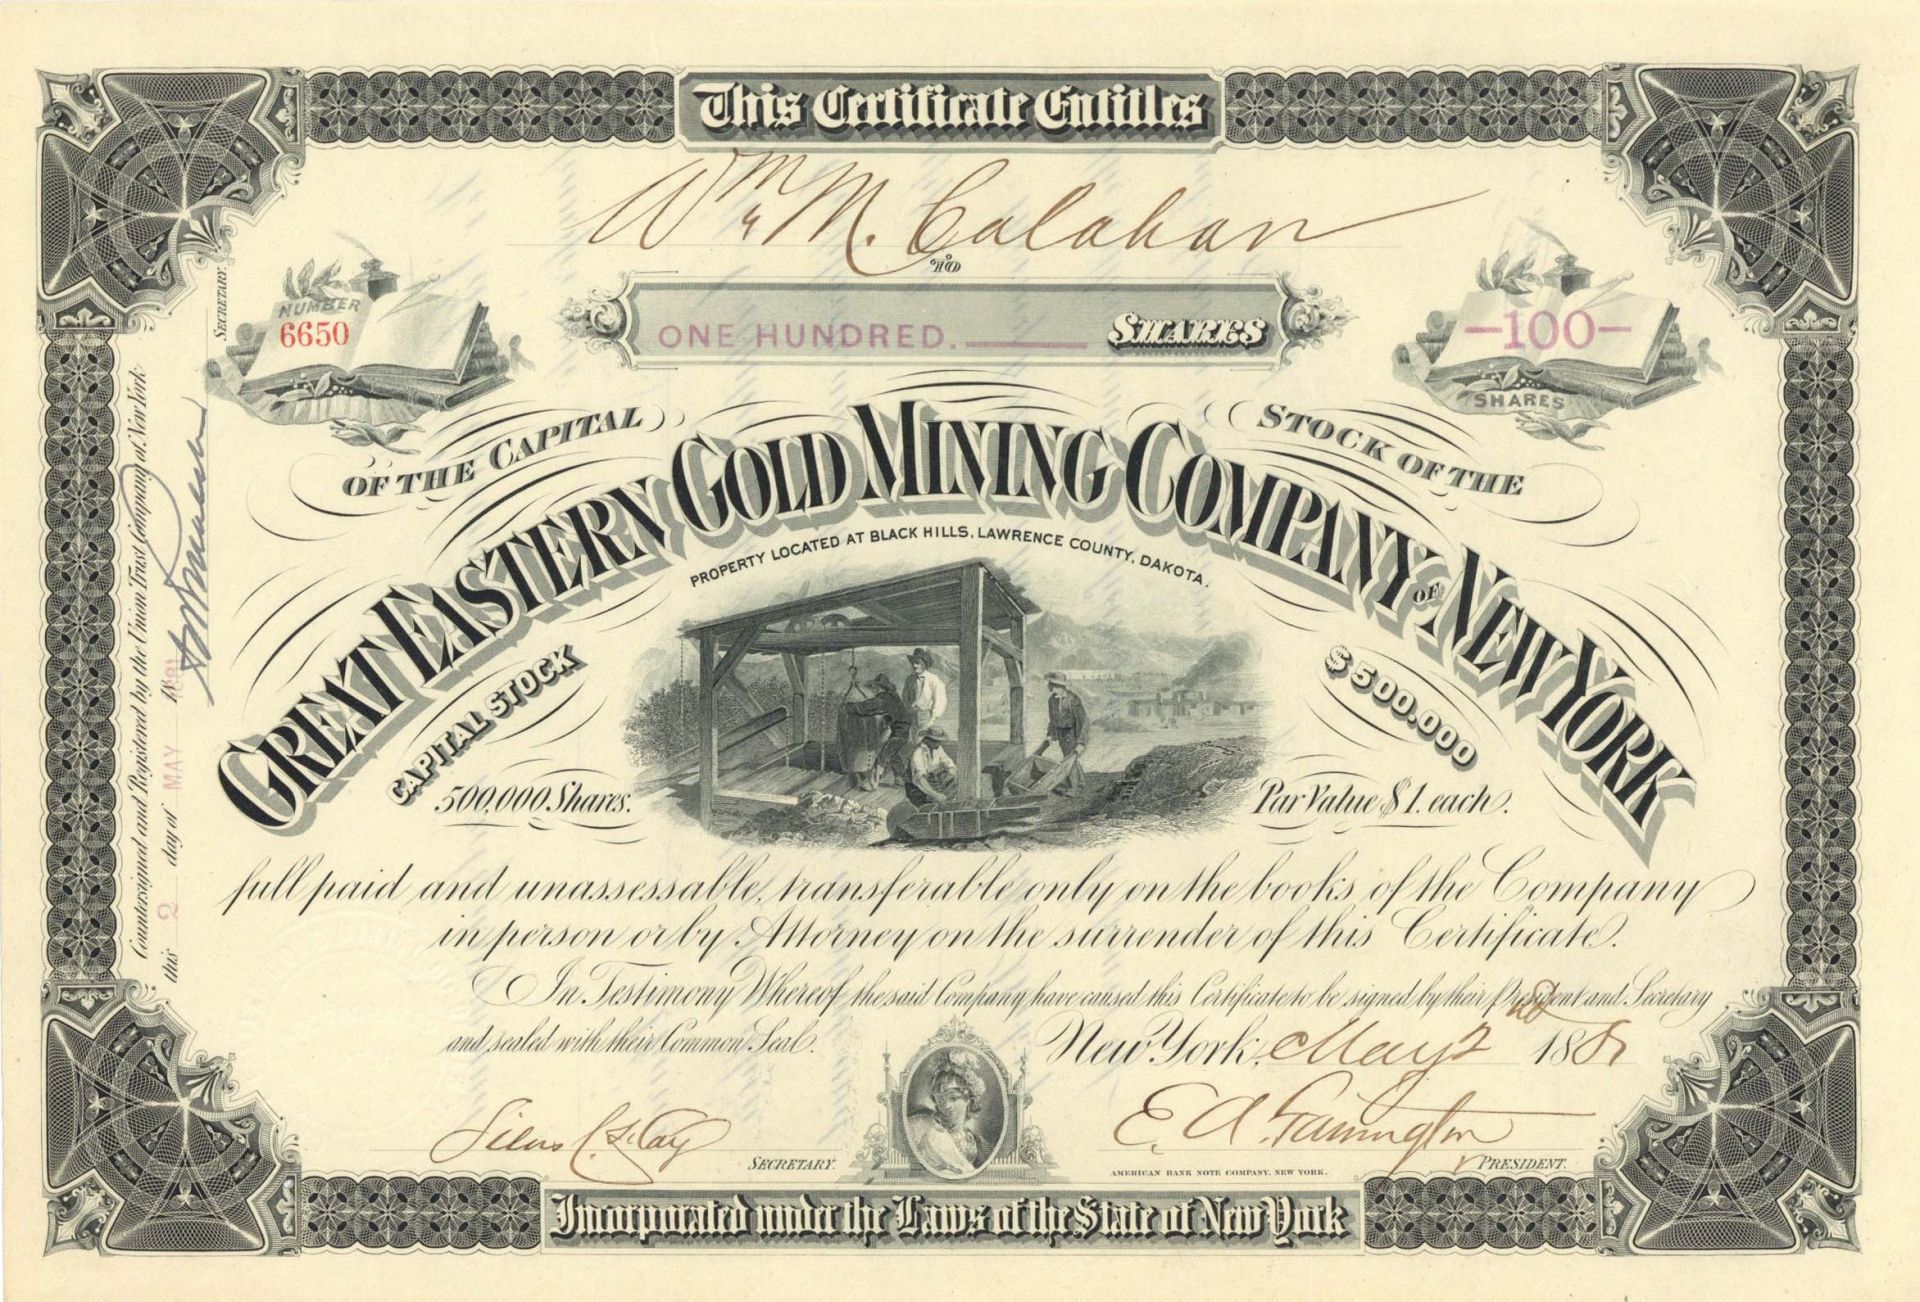 This Certificate Entitles
Wm M. Calahan
TO
NUMBER
6650
ONE HUNDRED. SHARES
—100—
SHARES
OF THE CAPITAL STOCK OF THE
GREAT EASTERN GOLD MINING COMPANY OF NEW YORK
PROPERTY LOCATED AT BLACK HILLS, LAWRENCE COUNTY, DAKOTA.
CAPITAL STOCK $500.000
500,000 Shares. Par Value $1. each.
full paid and unassessable, transferable only on the books of the Company
in person or by Attorney on the surrender of this Certificate.
In Testimony Whereof the said Company have caused this Certificate to be signed by their President and Secretary
and sealed with their Common Seal.
New York, May 2nd 1881
E. A. Farrington
SECRETARY.
PRESIDENT.
AMERICAN BANK NOTE COMPANY, NEW YORK.
Incorporated under the Laws of the State of New York
Countersigned and Registered by the Union Trust Company of New York
this 2 day of MAY 1881
SECRETARY.